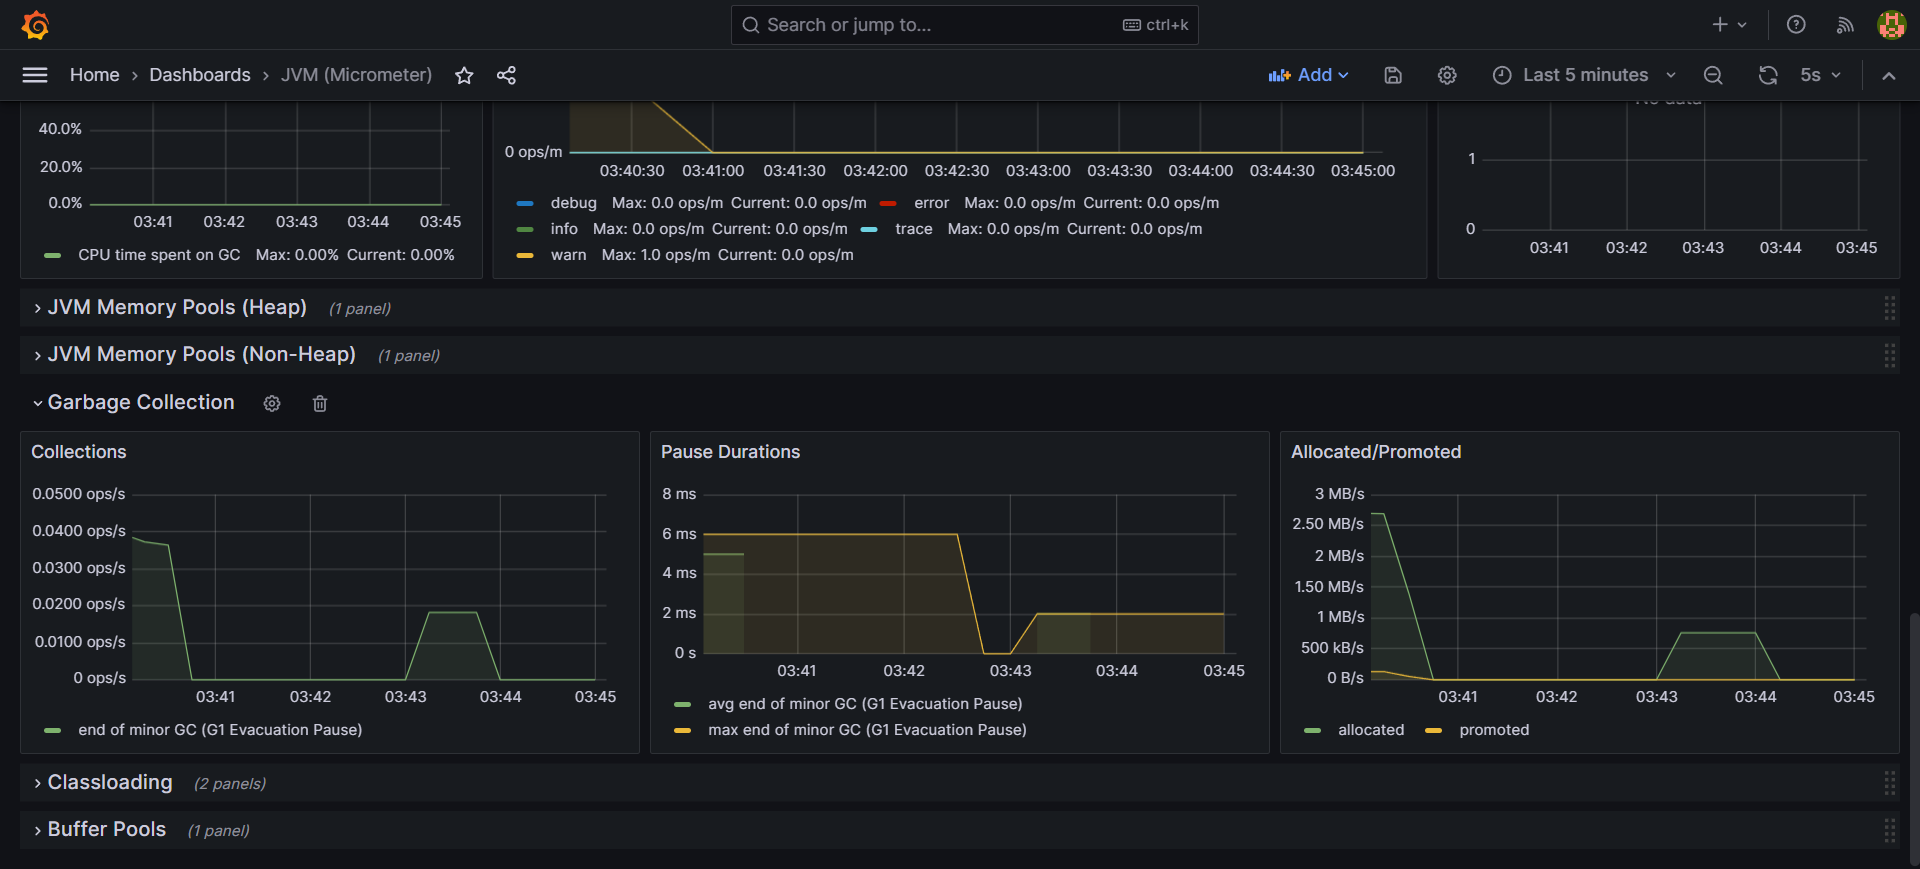 Search or jump to... ctrl+k
Home › Dashboards › JVM (Micrometer) Add Last 5 minutes 5s
40.0%
20.0%
0.0%
03:41 03:42 03:43 03:44 03:45
CPU time spent on GC Max: 0.00% Current: 0.00%
0 ops/m
03:40:30 03:41:00 03:41:30 03:42:00 03:42:30 03:43:00 03:43:30 03:44:00 03:44:30 03:45:00
debug Max: 0.0 ops/m Current: 0.0 ops/m error Max: 0.0 ops/m Current: 0.0 ops/m
info Max: 0.0 ops/m Current: 0.0 ops/m trace Max: 0.0 ops/m Current: 0.0 ops/m
warn Max: 1.0 ops/m Current: 0.0 ops/m
No data
1
0
03:41 03:42 03:43 03:44 03:45
JVM Memory Pools (Heap) (1 panel)
JVM Memory Pools (Non-Heap) (1 panel)
Garbage Collection
Collections
0.0500 ops/s
0.0400 ops/s
0.0300 ops/s
0.0200 ops/s
0.0100 ops/s
0 ops/s
03:41 03:42 03:43 03:44 03:45
end of minor GC (G1 Evacuation Pause)
Pause Durations
8 ms
6 ms
4 ms
2 ms
0 s
03:41 03:42 03:43 03:44 03:45
avg end of minor GC (G1 Evacuation Pause)
max end of minor GC (G1 Evacuation Pause)
Allocated/Promoted
3 MB/s
2.50 MB/s
2 MB/s
1.50 MB/s
1 MB/s
500 kB/s
0 B/s
03:41 03:42 03:43 03:44 03:45
allocated promoted
Classloading (2 panels)
Buffer Pools (1 panel)